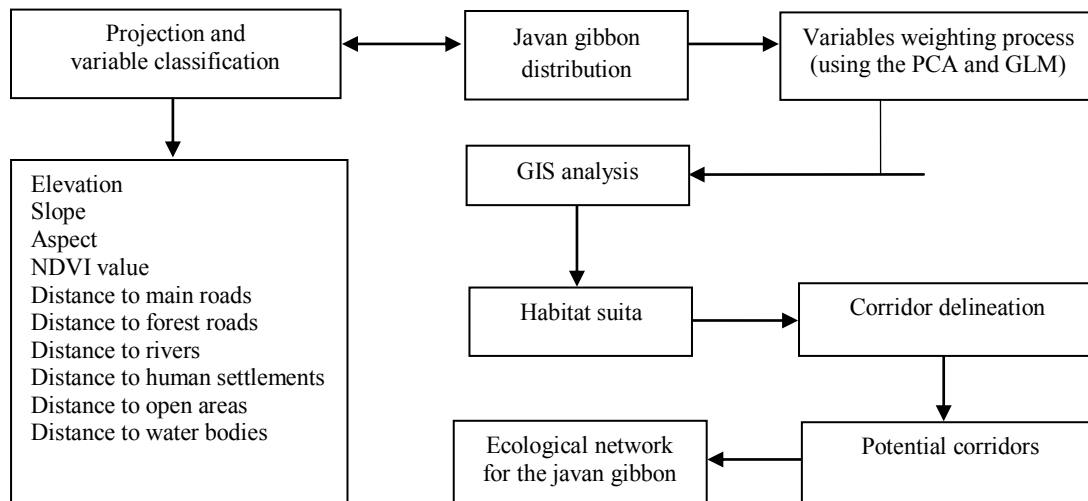 Projection and
variable classification
Javan gibbon
distribution
Variables weighting process
(using the PCA and GLM)
Elevation
Slope
Aspect
NDVI value
Distance to main roads
Distance to forest roads
Distance to rivers
Distance to human settlements
Distance to open areas
Distance to water bodies
GIS analysis
Habitat suita
Corridor delineation
Potential corridors
Ecological network
for the javan gibbon